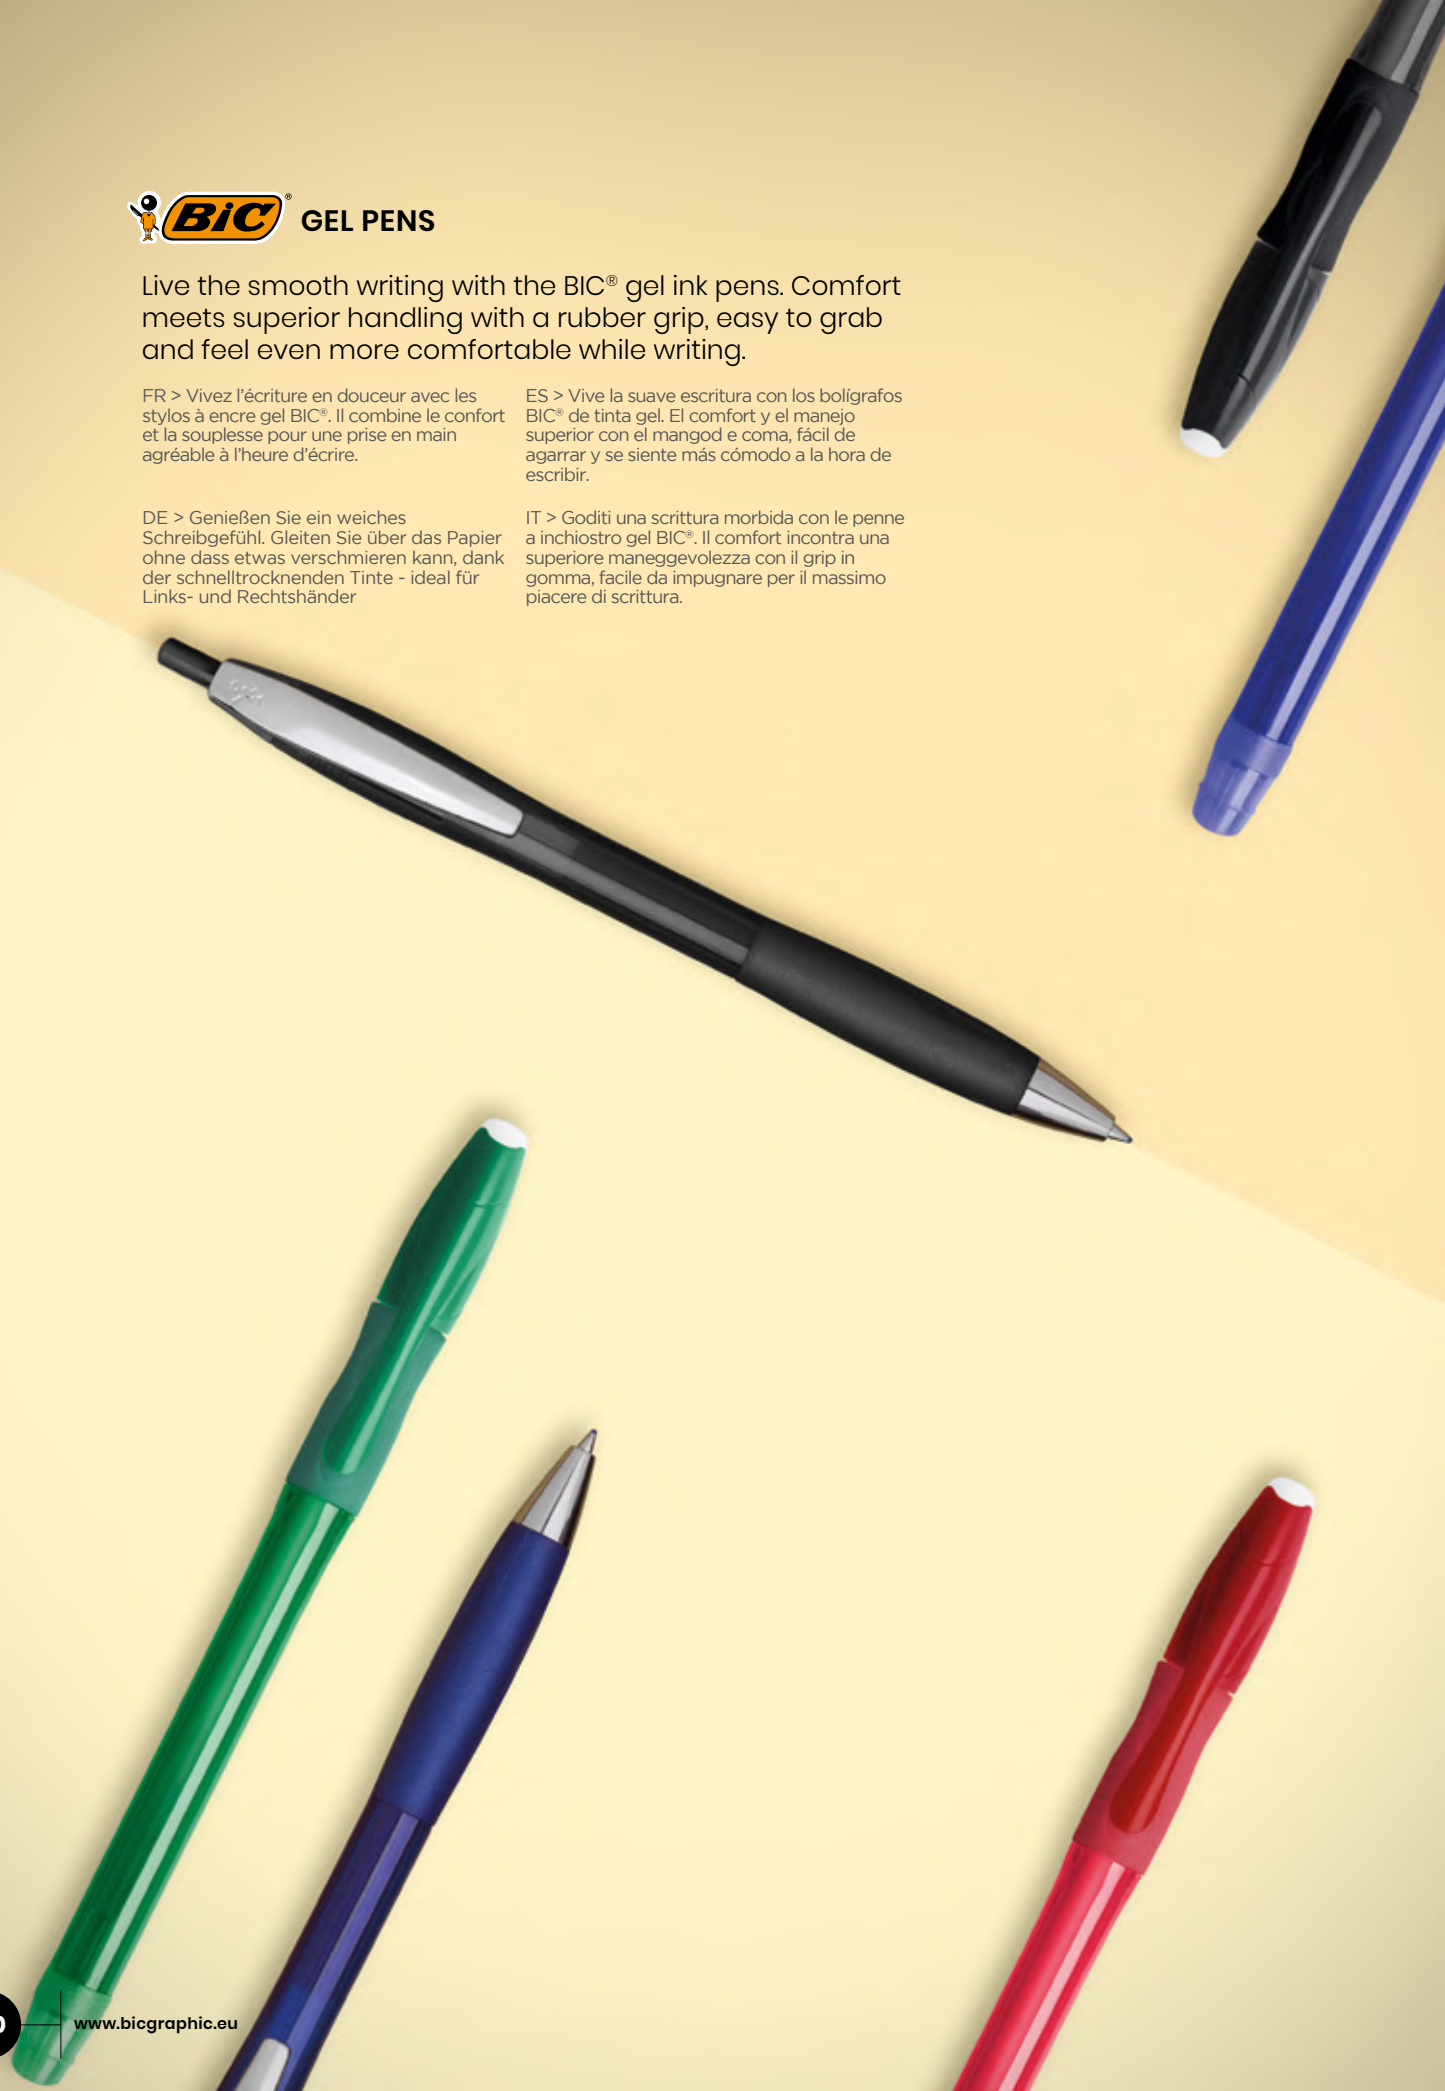 BiC® GEL PENS
Live the smooth writing with the BIC® gel ink pens. Comfort
meets superior handling with a rubber grip, easy to grab
and feel even more comfortable while writing.
FR > Vivez l'écriture en douceur avec les
stylos à encre gel BIC®. Il combine le confort
et la souplesse pour une prise en main
agréable à l'heure d'écrire.
ES > Vive la suave escritura con los bolígrafos
BIC® de tinta gel. El comfort y el manejo
superior con el mangod e coma, fácil de
agarrar y se siente más cómodo a la hora de
escribir.
DE > Genießen Sie ein weiches
Schreibgefühl. Gleiten Sie über das Papier
ohne dass etwas verschmieren kann, dank
der schnelltrocknenden Tinte - ideal für
Links- und Rechtshänder
IT > Goditi una scrittura morbida con le penne
a inchiostro gel BIC®. Il comfort incontra una
superiore maneggevolezza con il grip in
gomma, facile da impugnare per il massimo
piacere di scrittura.
www.bicgraphic.eu